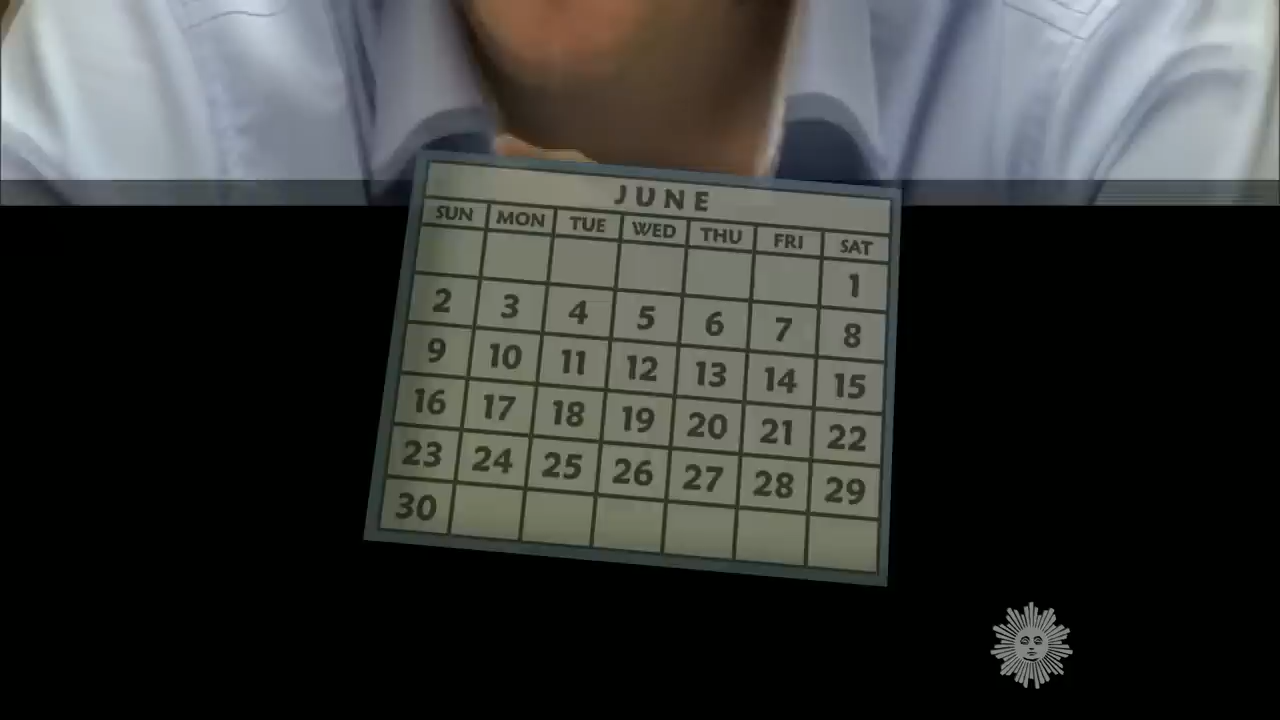 JUNE
SUN MON TUE WED THU FRI SAT
1
2 3 4 5 6 7 8
9 10 11 12 13 14 15
16 17 18 19 20 21 22
23 24 25 26 27 28 29
30